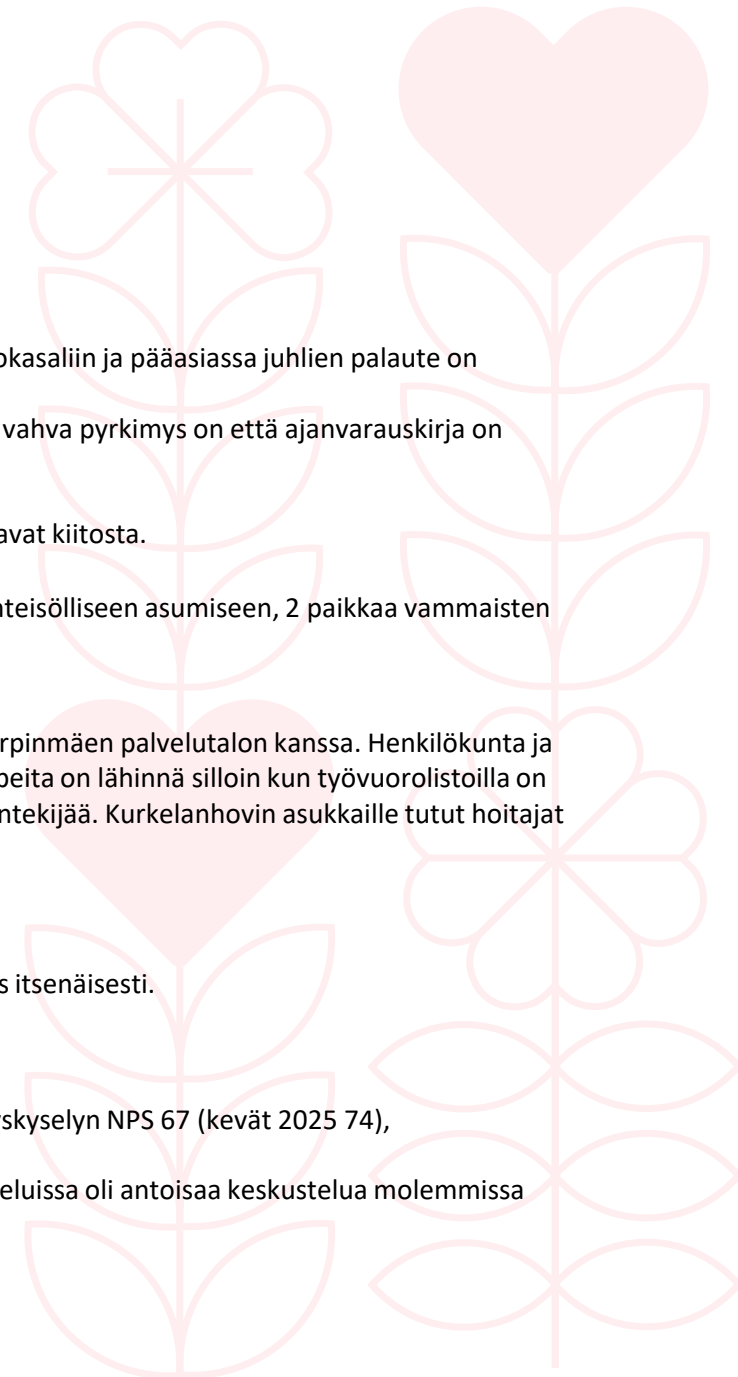 okasaliin ja pääasiassa juhlien palaute on
vahva pyrkimys on että ajanvarauskirja on
avat kiitosta.
nteisölliseen asumiseen, 2 paikkaa vammaisten
rpinmäen palvelutalon kanssa. Henkilökunta ja
peita on lähinnä silloin kun työvuorolistoilla on
ntekijää. Kurkelanhovin asukkaille tutut hoitajat
s itsenäisesti.
yskyselyn NPS 67 (kevät 2025 74),
eluissa oli antoisaa keskustelua molemmissa